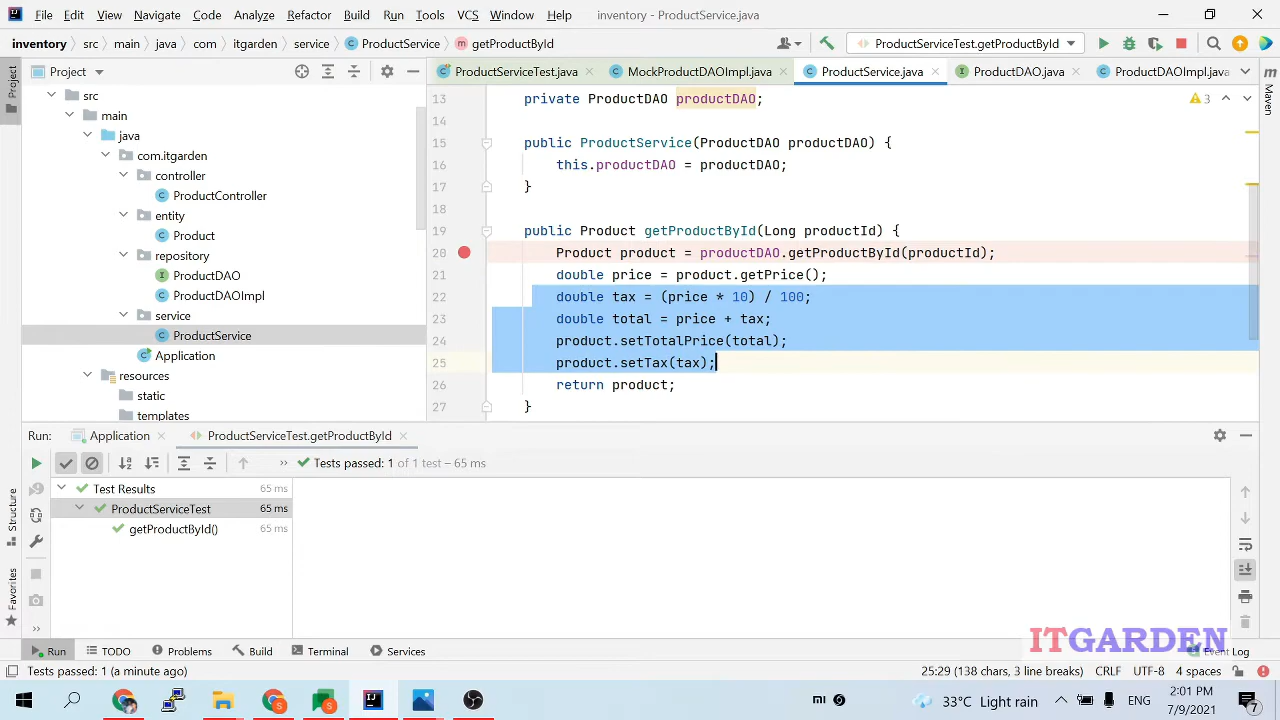 File Edit View Navigate Code Analyze Refactor Build Run Tools VCS Window Help inventory - ProductService.java
inventory src main java com itgarden service ProductService getProductById ProductServiceTest.getProductById
Project
Project
ProductServiceTest.java MockProductDAOImpl.java ProductService.java ProductDAO.java ProductDAOImpl.java
Maven
src
main
java
com.itgarden
controller
ProductController
entity
Product
repository
ProductDAO
ProductDAOImpl
service
ProductService
Application
resources
static
templates
3
13 private ProductDAO productDAO;
14
15 public ProductService(ProductDAO productDAO) {
16 this.productDAO = productDAO;
17 }
18
19 public Product getProductById(Long productId) {
20 Product product = productDAO.getProductById(productId);
21 double price = product.getPrice();
22 double tax = (price * 10) / 100;
23 double total = price + tax;
24 product.setTotalPrice(total);
25 product.setTax(tax);
26 return product;
27 }
Run: Application ProductServiceTest.getProductById
Tests passed: 1 of 1 test – 65 ms
Test Results 65 ms
ProductServiceTest 65 ms
getProductById() 65 ms
Structure
Favorites
ITGARDEN
Run TODO Problems Build Terminal Services Event Log
Tests passed: 1 (a minute ago) 25:29 (138 chars, 3 line breaks) CRLF UTF-8 4 spaces
33°C Light rain ENG 2:01 PM
7/9/2021
7